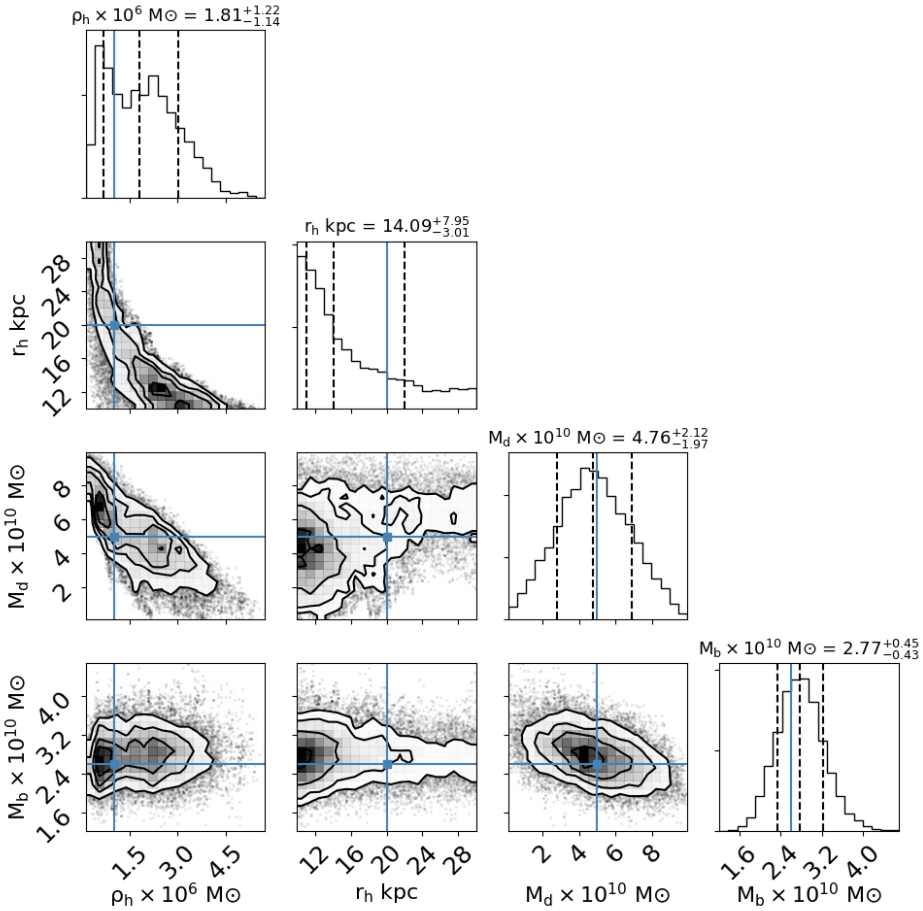 ρh × 10^6 M⊙ = 1.81 +1.22 −1.14
rh kpc
28
24
20
16
12
rh kpc = 14.09 +7.95 −3.01
Md × 10^10 M⊙
8
6
4
2
Md × 10^10 M⊙ = 4.76 +2.12 −1.97
Mb × 10^10 M⊙
4.0
3.2
2.4
1.6
Mb × 10^10 M⊙ = 2.77 +0.45 −0.43
1.5 3.0 4.5
12 16 20 24 28
2 4 6 8
1.6 2.4 3.2 4.0
ρh × 10^6 M⊙
rh kpc
Md × 10^10 M⊙
Mb × 10^10 M⊙